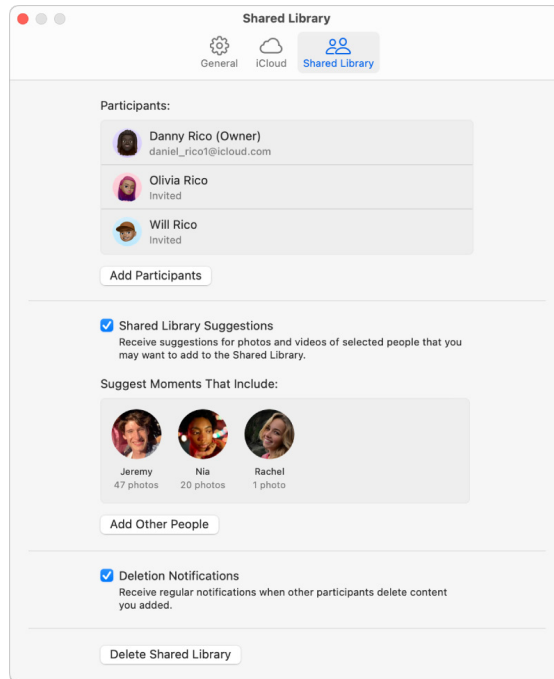 Shared Library
General
iCloud
Shared Library
Participants:
Danny Rico (Owner)
daniel_rico1@icloud.com
Olivia Rico
Invited
Will Rico
Invited
Add Participants
Shared Library Suggestions
Receive suggestions for photos and videos of selected people that you
may want to add to the Shared Library.
Suggest Moments That Include:
Jeremy
47 photos
Nia
20 photos
Rachel
1 photo
Add Other People
Deletion Notifications
Receive regular notifications when other participants delete content
you added.
Delete Shared Library